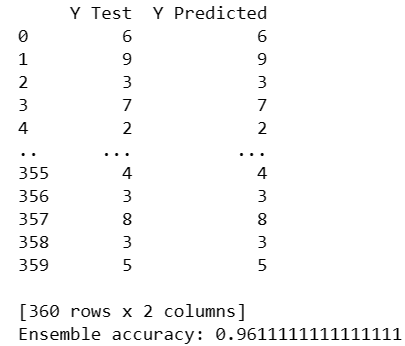 Y Test Y Predicted
0 6 6
1 9 9
2 3 3
3 7 7
4 2 2
.. ... ...
355 4 4
356 3 3
357 8 8
358 3 3
359 5 5
[360 rows x 2 columns]
Ensemble accuracy: 0.9611111111111111